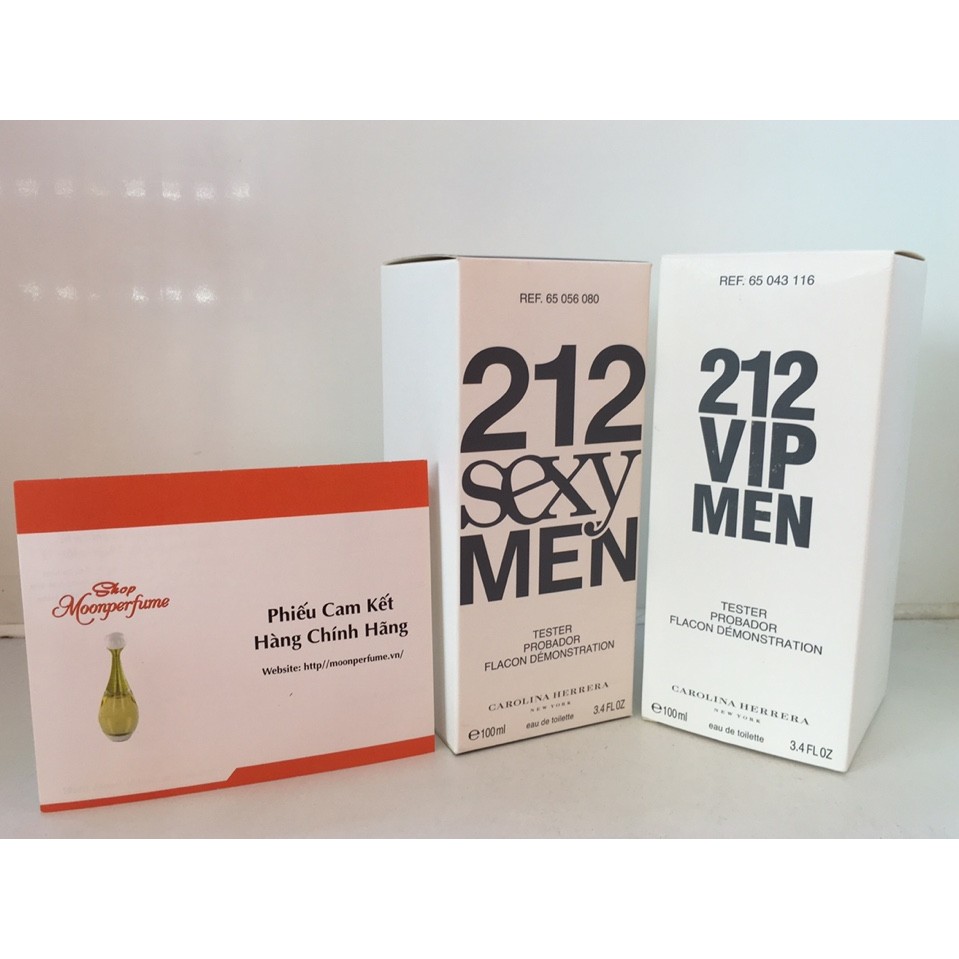 Shop
Moonperfume
Phiếu Cam Kết
Hàng Chính Hãng
Website: http//moonperfume.vn/
REF. 65 056 080
212
sexy
MEN
TESTER
PROBADOR
FLACON DÉMONSTRATION
CAROLINA HERRERA
NEW YORK
℮100ml eau de toilette 3.4 FL OZ
REF. 65 043 116
212
VIP
MEN
TESTER
PROBADOR
FLACON DÉMONSTRATION
CAROLINA HERRERA
NEW YORK
℮100ml eau de toilette 3.4 FL OZ